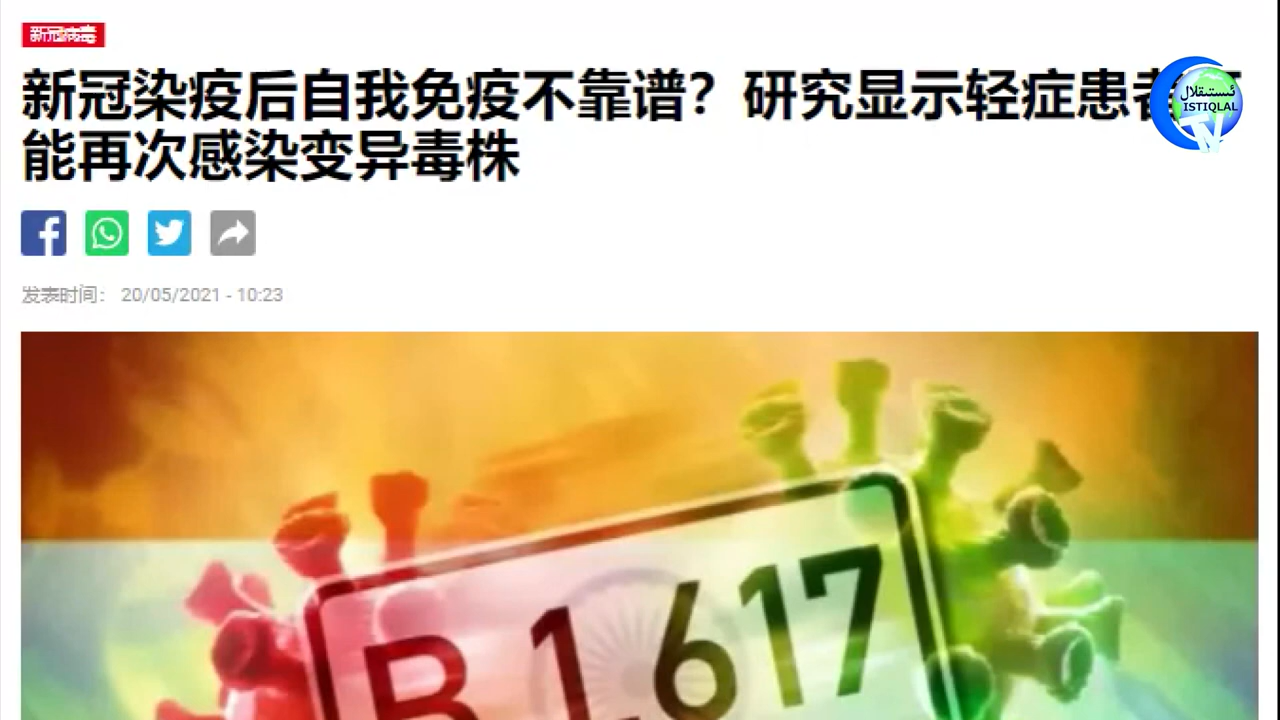 新冠病毒
新冠染疫后自我免疫不靠谱？研究显示轻症患者
能再次感染变异毒株
发表时间： 20/05/2021 - 10:23
ئىستىقلال
ISTIQLAL
TV
B.1.617